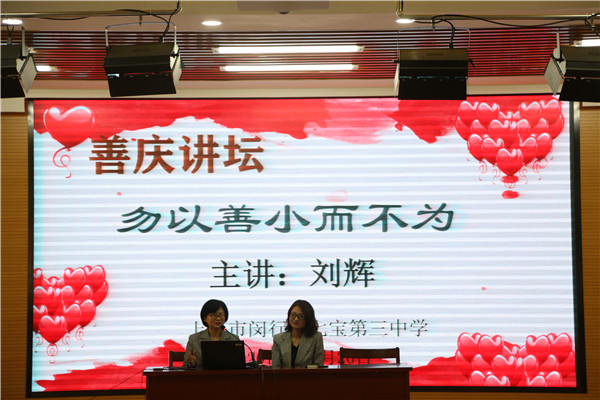 善庆讲坛
勿以善小而不为
主讲：刘辉
市闵行
宝第三中学